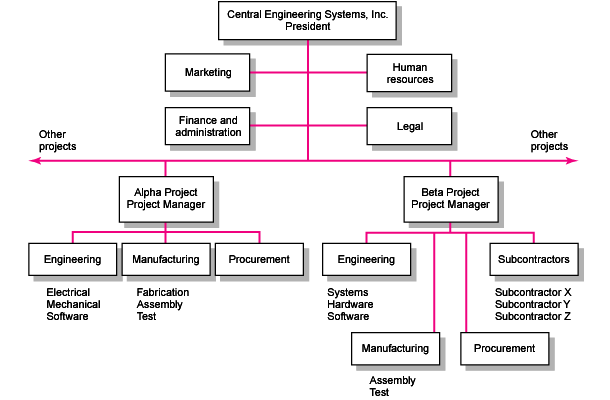 Central Engineering Systems, Inc.
President
Marketing
Human
resources
Finance and
administration
Legal
Other
projects
Other
projects
Alpha Project
Project Manager
Beta Project
Project Manager
Engineering
Manufacturing
Procurement
Engineering
Subcontractors
Electrical
Mechanical
Software
Fabrication
Assembly
Test
Systems
Hardware
Software
Subcontractor X
Subcontractor Y
Subcontractor Z
Manufacturing
Procurement
Assembly
Test